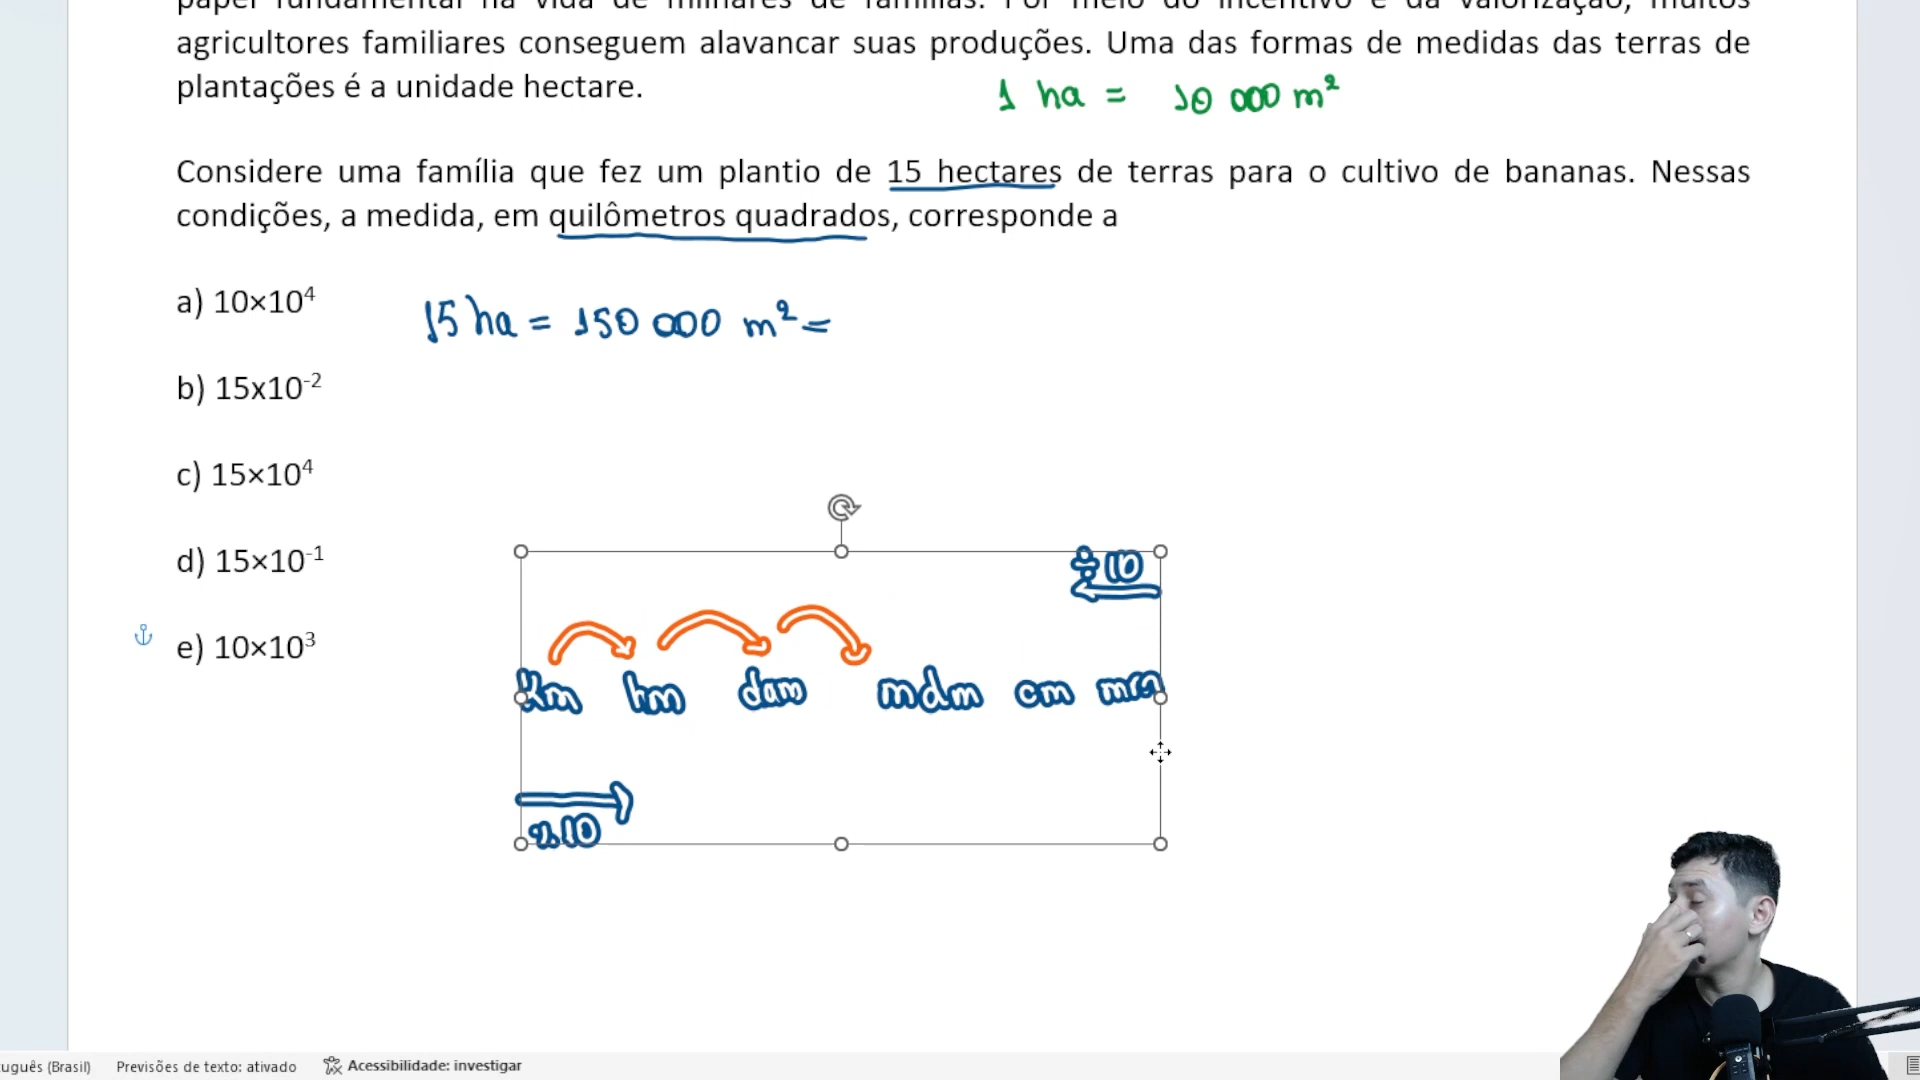 papel fundamental na vida de milhares de famílias. Por meio do incentivo e da valorização, muitos
agricultores familiares conseguem alavancar suas produções. Uma das formas de medidas das terras de
plantações é a unidade hectare.
1 ha = 10 000 m²
Considere uma família que fez um plantio de 15 hectares de terras para o cultivo de bananas. Nessas
condições, a medida, em quilômetros quadrados, corresponde a
a) 10×10⁴
15 ha = 150 000 m² =
b) 15x10⁻²
c) 15×10⁴
d) 15×10⁻¹
÷10
e) 10×10³
Km hm dam m dm cm mm
x10
uguês (Brasil) Previsões de texto: ativado Acessibilidade: investigar